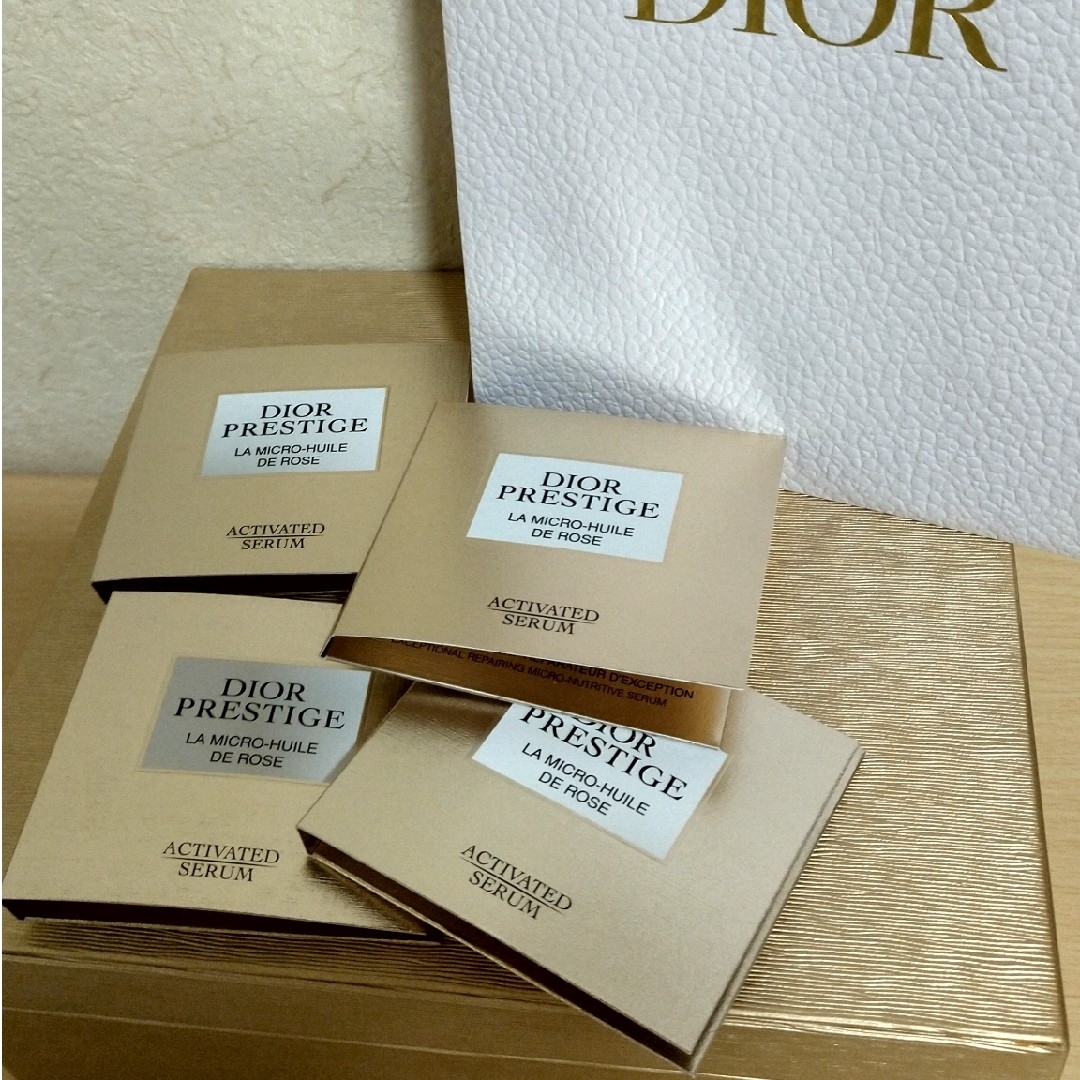 DIOR
DIOR
PRESTIGE
LA MICRO-HUILE
DE ROSE
ACTIVATED
SERUM
DIOR
PRESTIGE
LA MICRO-HUILE
DE ROSE
ACTIVATED
SERUM
D'EXCEPTION
EXCEPTIONAL REPAIRING MICRO-NUTRITIVE SERUM
DIOR
PRESTIGE
LA MICRO-HUILE
DE ROSE
ACTIVATED
SERUM
DIOR
PRESTIGE
LA MICRO-HUILE
DE ROSE
ACTIVATED
SERUM